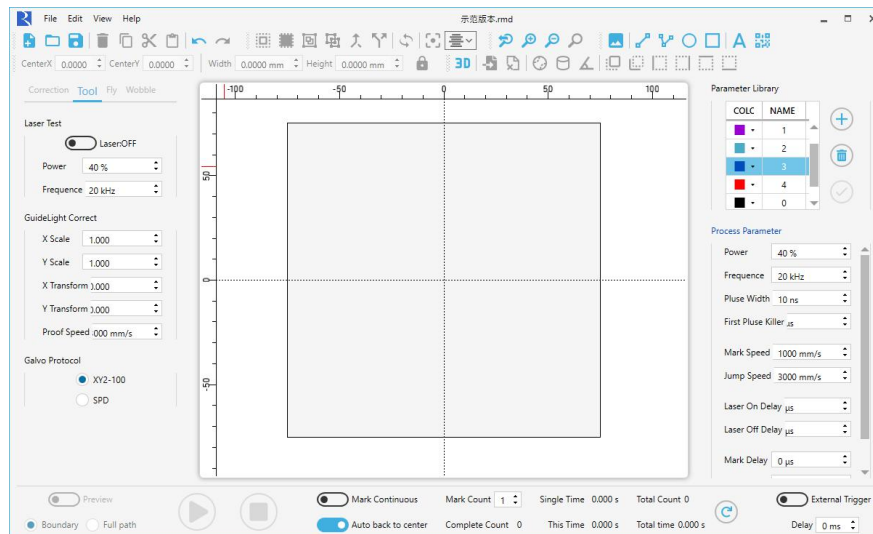 File Edit View Help 示范版本.rmd
CenterX 0.0000 CenterY 0.0000 Width 0.0000 mm Height 0.0000 mm 3D A
Correction Tool Fly Wobble
Laser Test
Laser:OFF
Power 40 %
Frequence 20 kHz
GuideLight Correct
X Scale 1.000
Y Scale 1.000
X Transform 0.000
Y Transform 0.000
Proof Speed 000 mm/s
Galvo Protocol
XY2-100
SPD
-100 -50 0 50 100
50
0
-50
Parameter Library
COLC NAME
1
2
3
4
0
Process Parameter
Power 40 %
Frequence 20 kHz
Pluse Width 10 ns
First Pluse Killer µs
Mark Speed 1000 mm/s
Jump Speed 3000 mm/s
Laser On Delay µs
Laser Off Delay µs
Mark Delay 0 µs
Preview
Boundary Full path
Mark Continuous Mark Count 1 Single Time 0.000 s Total Count 0
Auto back to center Complete Count 0 This Time 0.000 s Total time 0.000 s
External Trigger
Delay 0 ms